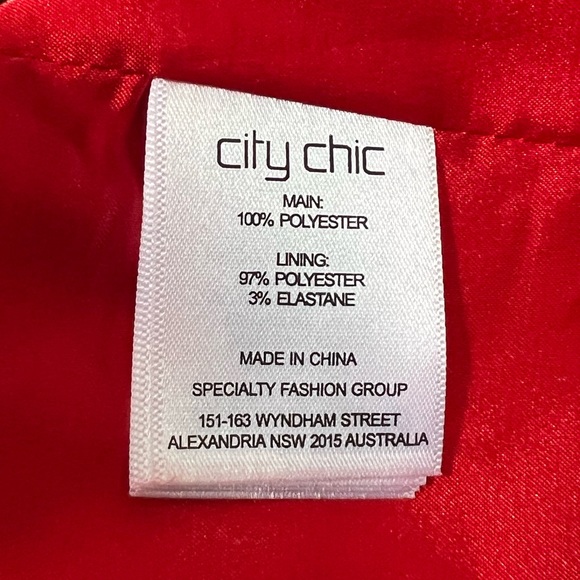 city chic
MAIN:
100% POLYESTER
LINING:
97% POLYESTER
3% ELASTANE
MADE IN CHINA
SPECIALTY FASHION GROUP
151-163 WYNDHAM STREET
ALEXANDRIA NSW 2015 AUSTRALIA